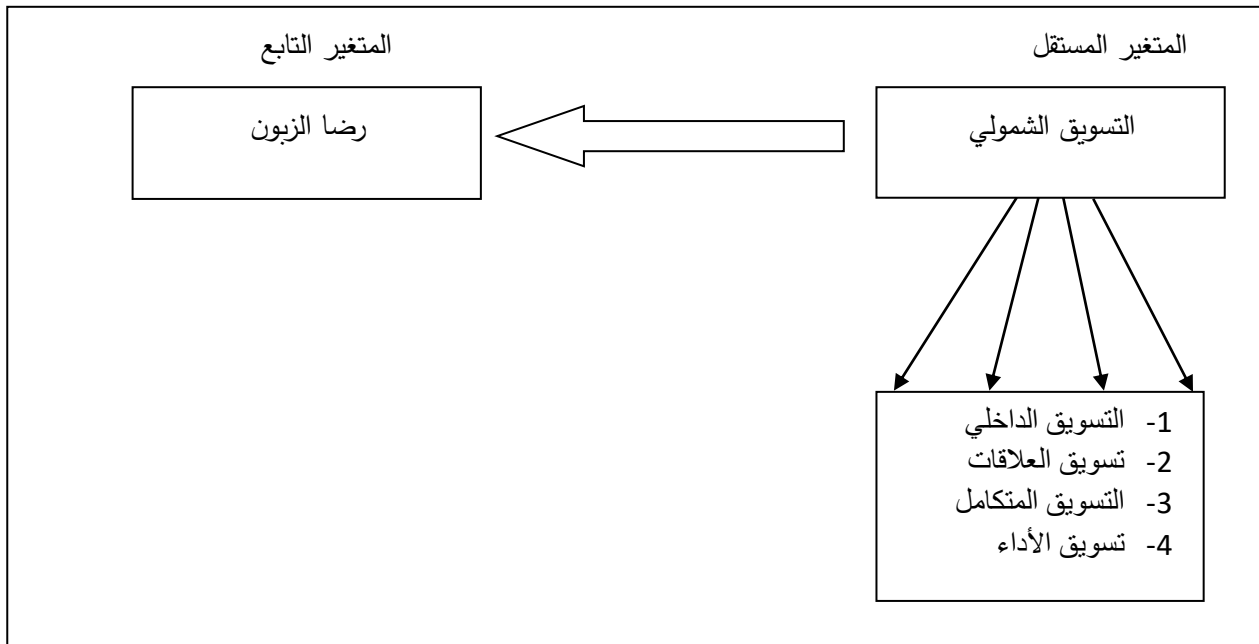 المتغير المستقل
المتغير التابع
التسويق الشمولي
رضا الزبون
1- التسويق الداخلي
2- تسويق العلاقات
3- التسويق المتكامل
4- تسويق الأداء